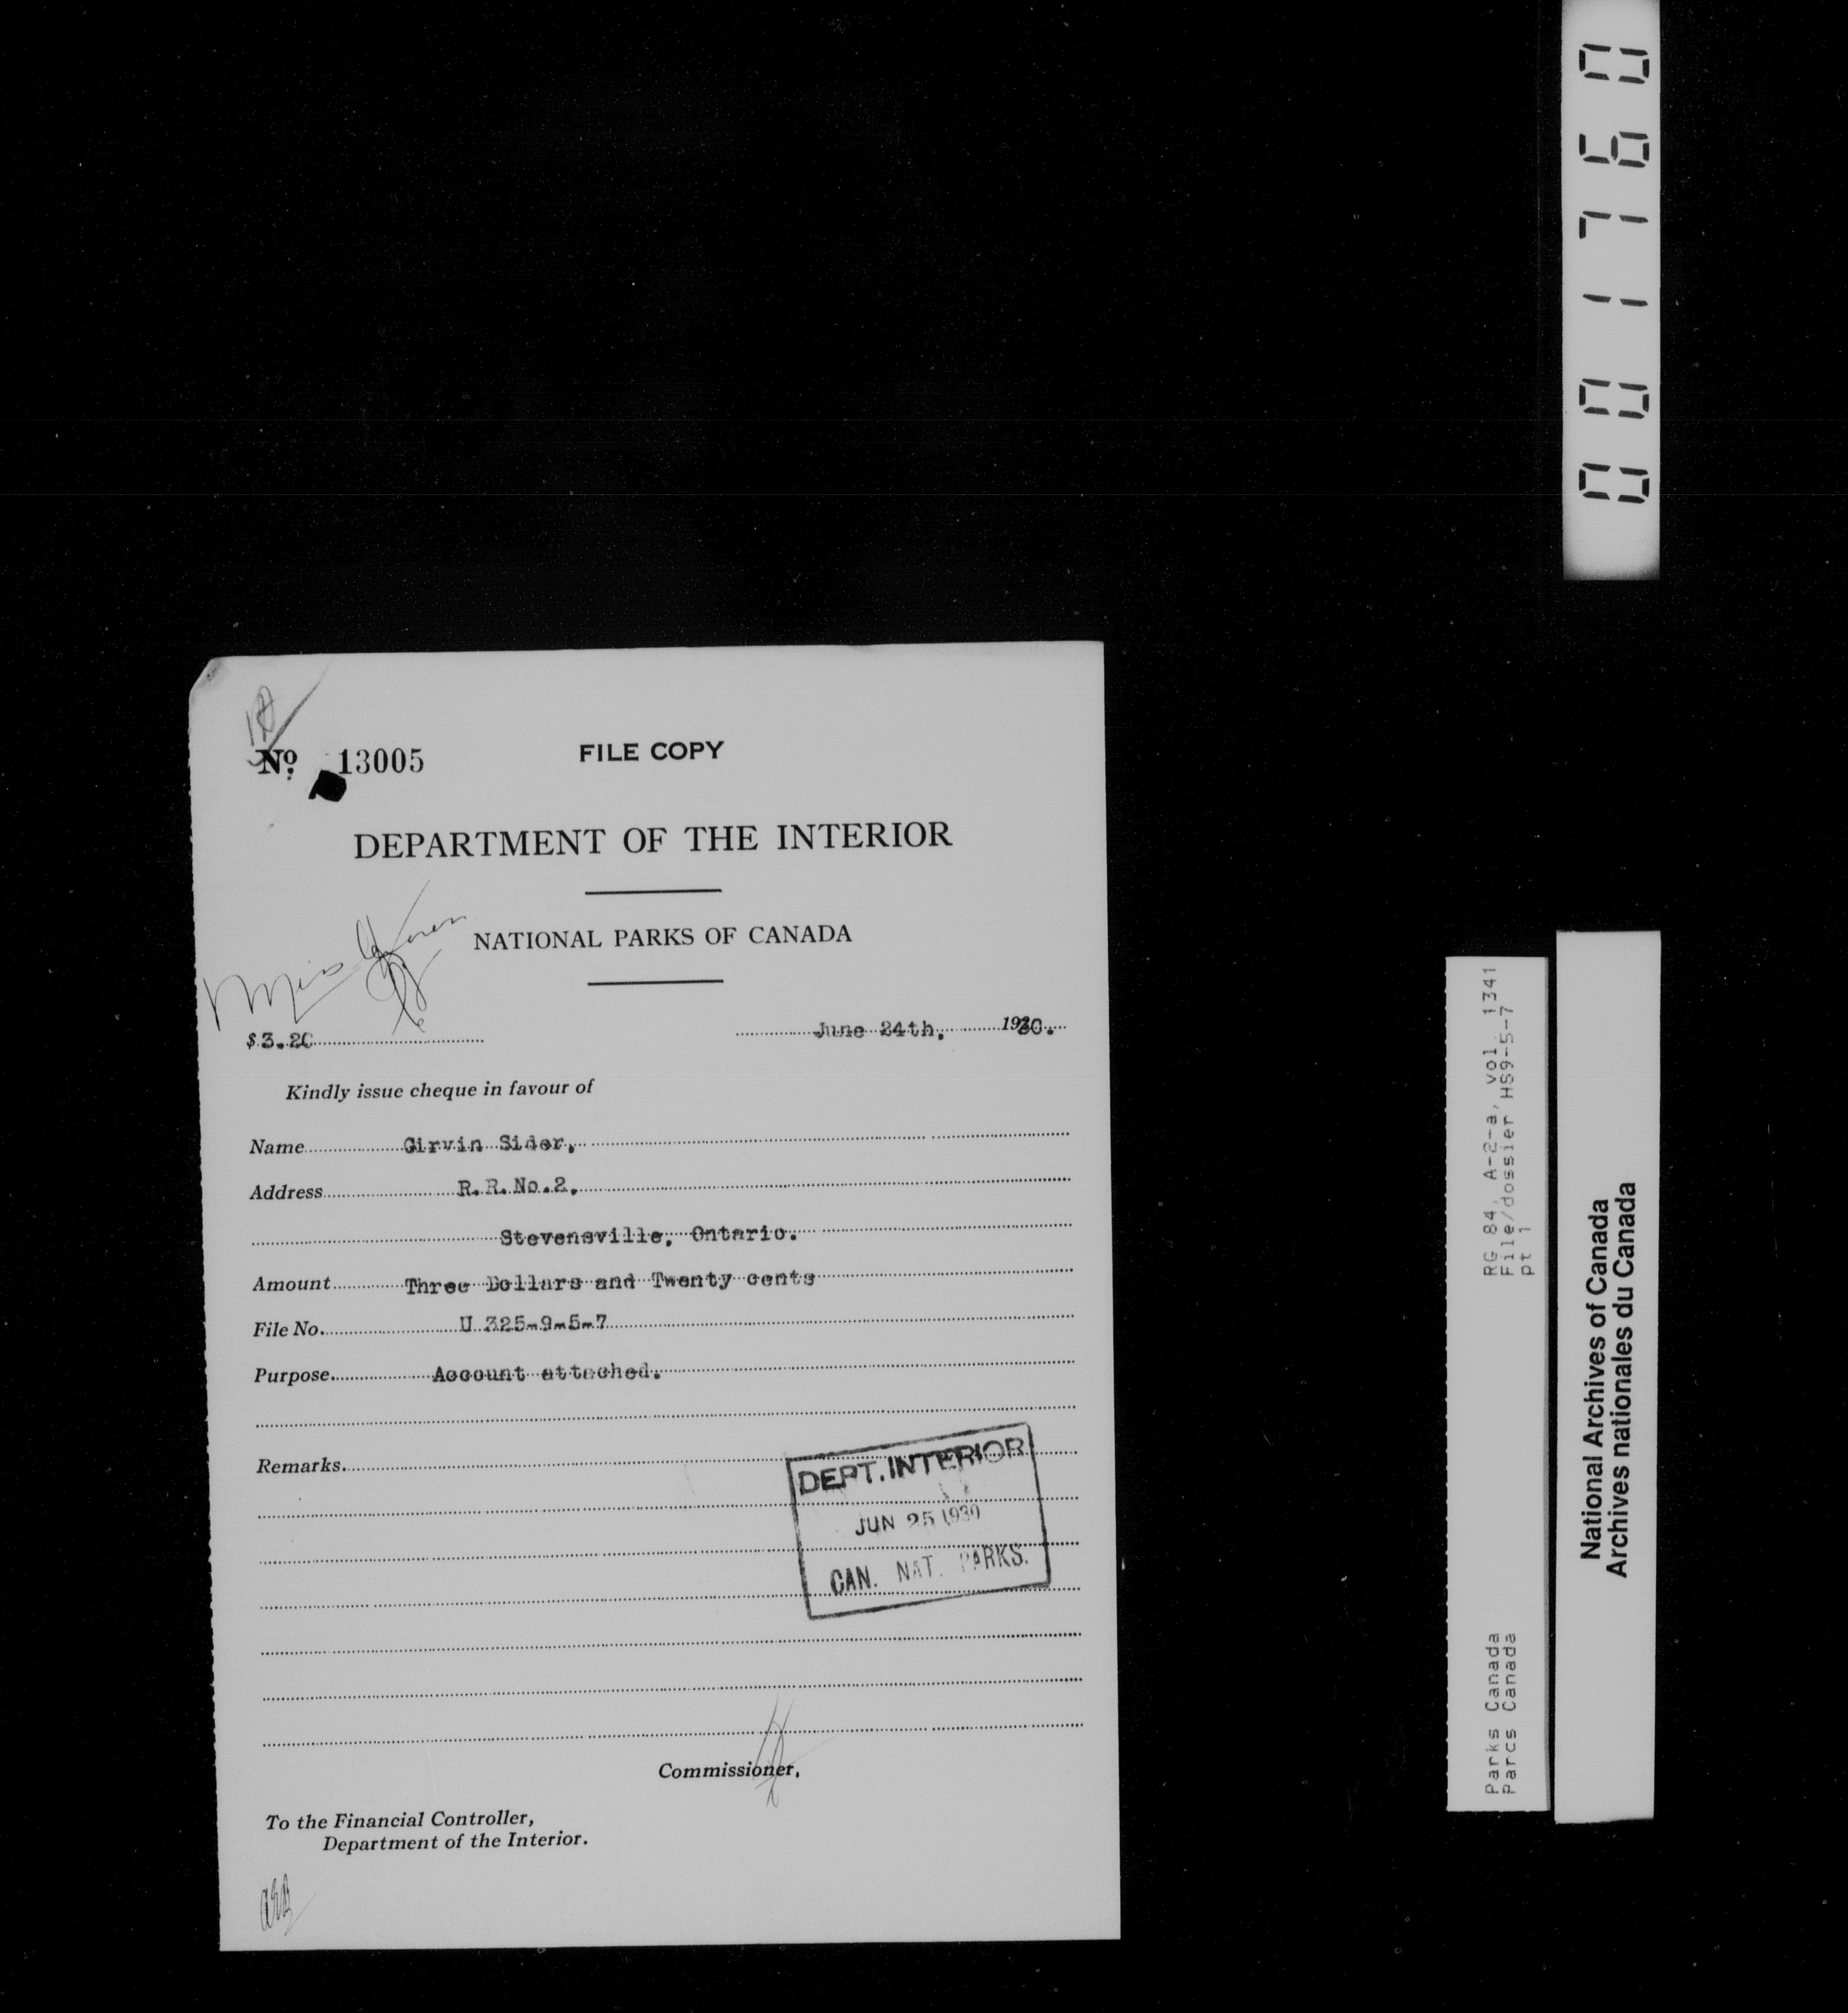 001760
No. 13005
FILE COPY
DEPARTMENT OF THE INTERIOR
NATIONAL PARKS OF CANADA
Miss
$ 3.20
June 24th, 1930.
Kindly issue cheque in favour of
Name Girvin Sider,
Address R.R.No.2,
Stevensville, Ontario.
Amount Three Dollars and Twenty cents
File No. U 325-9-5-7
Purpose Account attached.
Remarks.
DEPT. INTERIOR
JUN 25 1930
CAN. NAT. PARKS.
Commissioner,
To the Financial Controller,
Department of the Interior.
RG 84, A-2-a, vol. 1341
File/dossier HS9-5-7
pt 1
Parks Canada
Parcs Canada
National Archives of Canada
Archives nationales du Canada